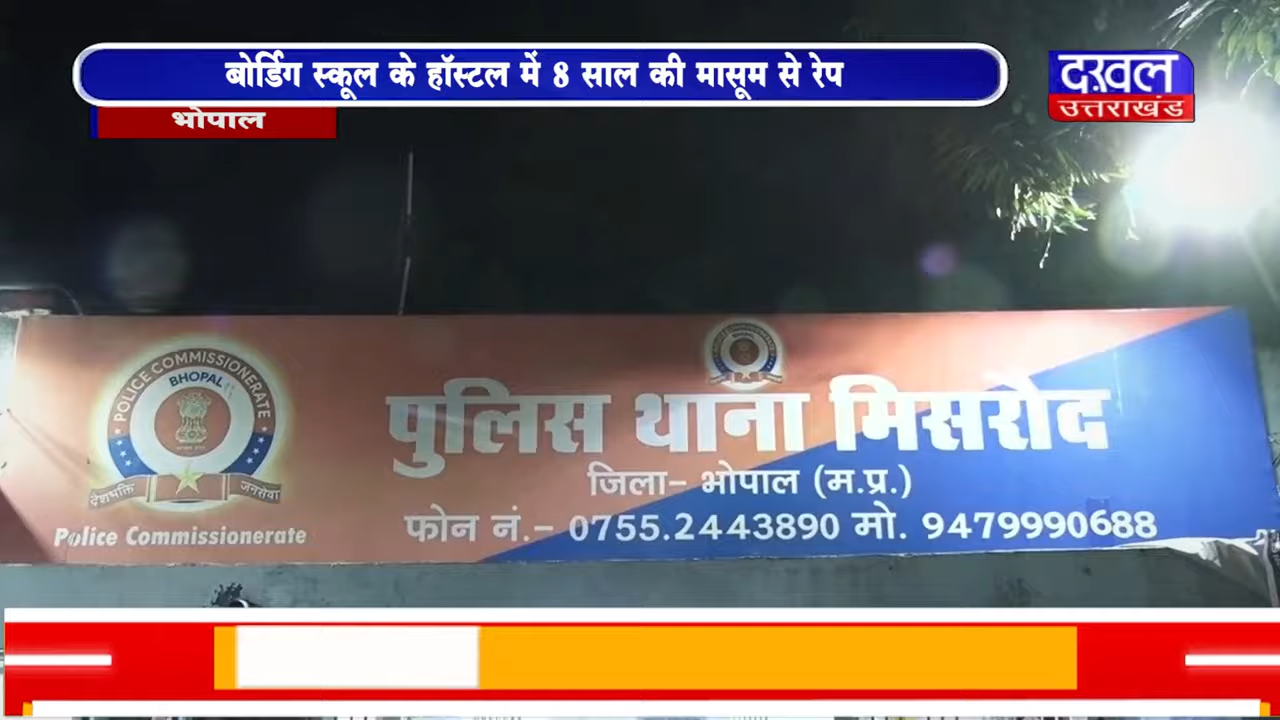 बोर्डिंग स्कूल के हॉस्टल में 8 साल की मासूम से रेप
दख़ल
उत्तराखंड
भोपाल
POLICE COMMISSIONERATE
BHOPAL
देशभक्ति जनसेवा
Police Commissionerate
पुलिस थाना मिसरोद
जिला- भोपाल (म.प्र.)
फोन नं.- 0755.2443890 मो. 9479990688